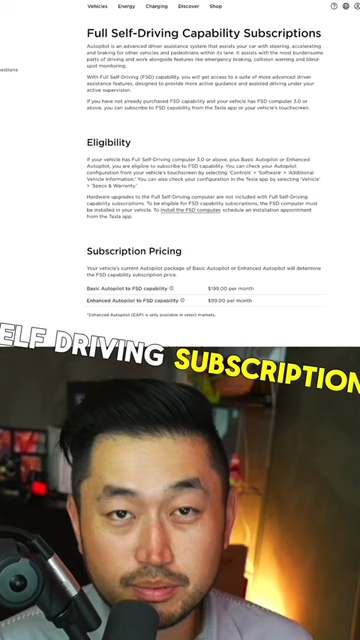 Vehicles Energy Charging Discover Shop
Full Self-Driving Capability Subscriptions
Autopilot is an advanced driver assistance system that assists your car with steering, accelerating
and braking for other vehicles and pedestrians within its lane. It assists with the most burdensome
parts of driving and work alongside features like emergency braking, collision warning and blind-
spot monitoring.
estions
With Full Self-Driving (FSD) capability, you will get access to a suite of more advanced driver
assistance features, designed to provide more active guidance and assisted driving under your
active supervision.
If you have not already purchased FSD capability and your vehicle has FSD computer 3.0 or
above, you can subscribe to FSD capability from the Tesla app or your vehicle's touchscreen.
Eligibility
If your vehicle has Full Self-Driving computer 3.0 or above, plus Basic Autopilot or Enhanced
Autopilot, you are eligible to subscribe to FSD capability. You can check your Autopilot
configuration from your vehicle's touchscreen by selecting 'Controls' > 'Software' > 'Additional
Vehicle Information.' You can also check your configuration in the Tesla app by selecting 'Vehicle'
> 'Specs & Warranty.'
Hardware upgrades to the Full Self-Driving computer are not included with Full Self-Driving
capability subscriptions. To be eligible for FSD capability subscriptions, the FSD computer must
be installed in your vehicle. To install the FSD computer, schedule an installation appointment
from the Tesla app.
Subscription Pricing
Your vehicle's current Autopilot package of Basic Autopilot or Enhanced Autopilot will determine
the FSD capability subscription price.
Basic Autopilot to FSD capability $199.00 per month
Enhanced Autopilot to FSD capability $99.00 per month
*Enhanced Autopilot (EAP) is only available in select markets.
ELF DRIVING SUBSCRIPTION